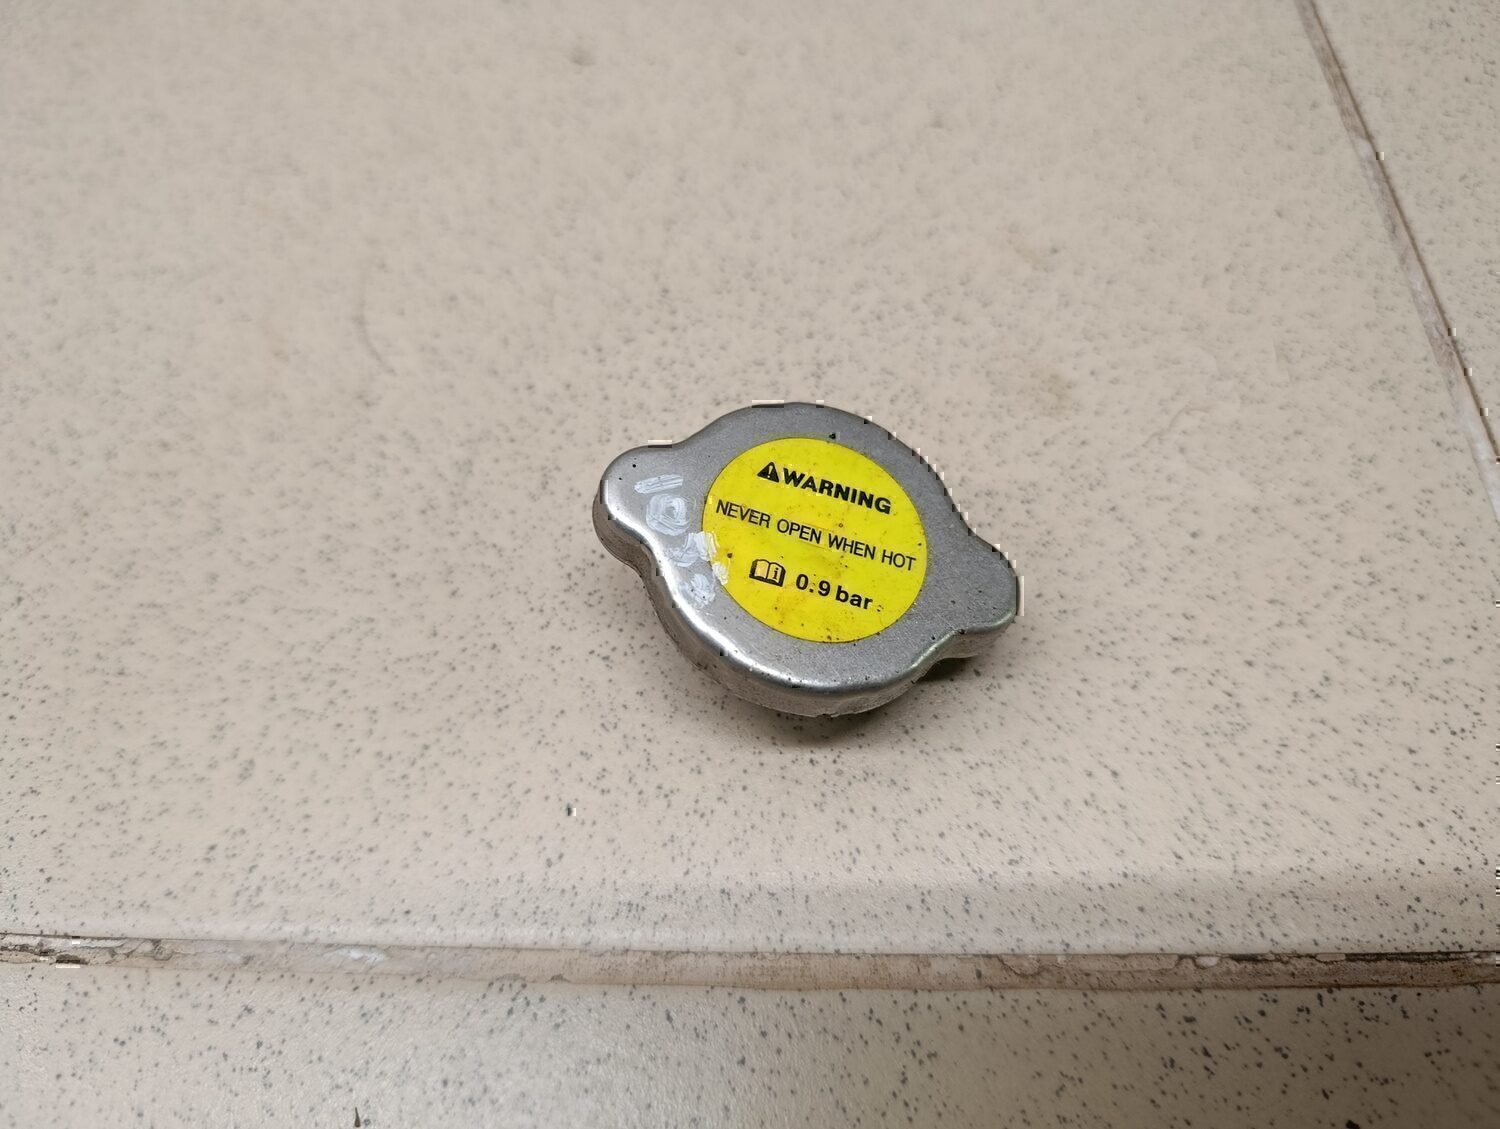 WARNING
NEVER OPEN WHEN HOT
0.9 bar